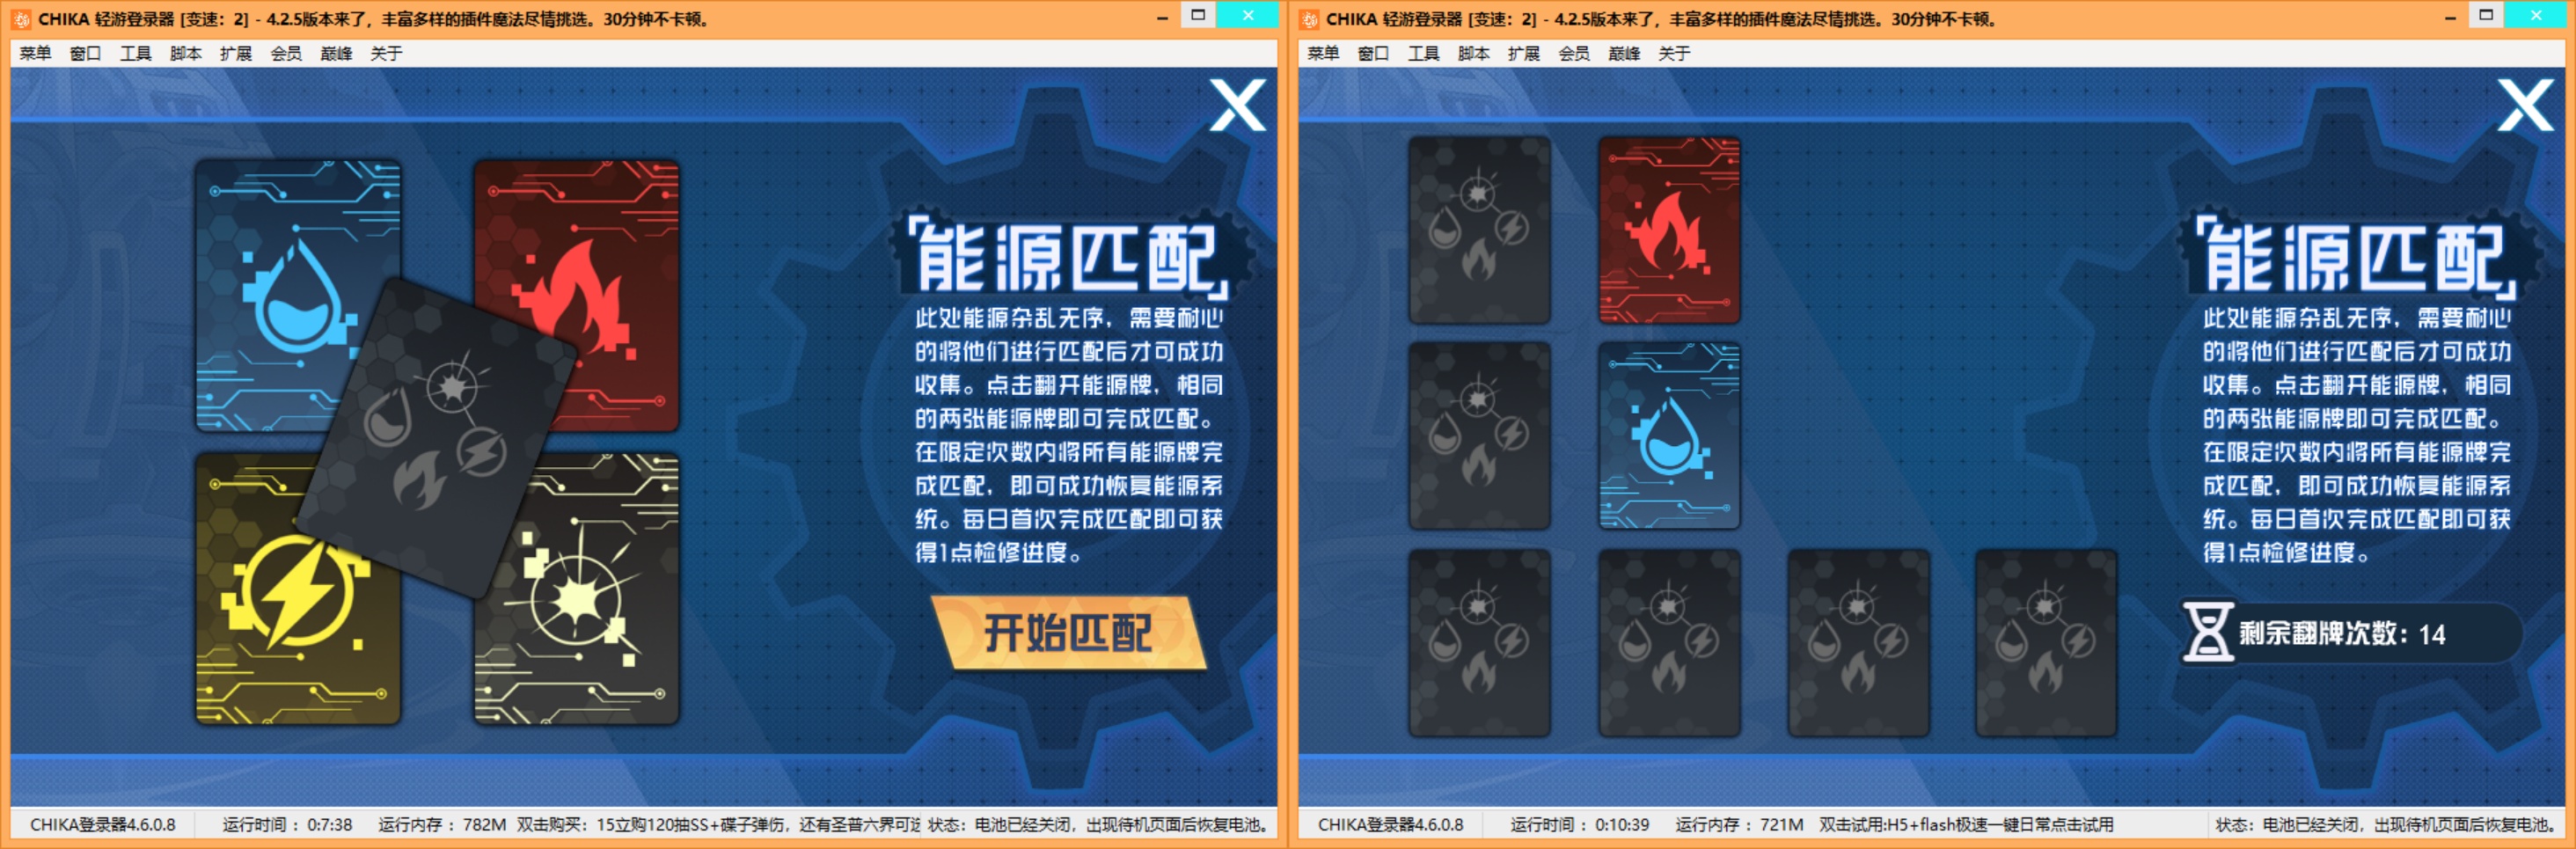 CHIKA 轻游登录器 [变速：2] - 4.2.5版本来了，丰富多样的插件魔法尽情挑选。30分钟不卡顿。
菜单 窗口 工具 脚本 扩展 会员 巅峰 关于
「能源匹配」
此处能源杂乱无序，需要耐心
的将他们进行匹配后才可成功
收集。点击翻开能源牌，相同
的两张能源牌即可完成匹配。
在限定次数内将所有能源牌完
成匹配，即可成功恢复能源系
统。每日首次完成匹配即可获
得1点检修进度。
开始匹配
CHIKA登录器4.6.0.8 运行时间：0:7:38 运行内存：782M 双击购买：15立购120抽SS+碟子弹伤，还有圣普六界可 状态：电池已经关闭，出现待机页面后恢复电池。
CHIKA 轻游登录器 [变速：2] - 4.2.5版本来了，丰富多样的插件魔法尽情挑选。30分钟不卡顿。
菜单 窗口 工具 脚本 扩展 会员 巅峰 关于
「能源匹配」
此处能源杂乱无序，需要耐心
的将他们进行匹配后才可成功
收集。点击翻开能源牌，相同
的两张能源牌即可完成匹配。
在限定次数内将所有能源牌完
成匹配，即可成功恢复能源系
统。每日首次完成匹配即可获
得1点检修进度。
剩余翻牌次数：14
CHIKA登录器4.6.0.8 运行时间：0:10:39 运行内存：721M 双击试用:H5+flash极速一键日常点击试用 状态：电池已经关闭，出现待机页面后恢复电池。